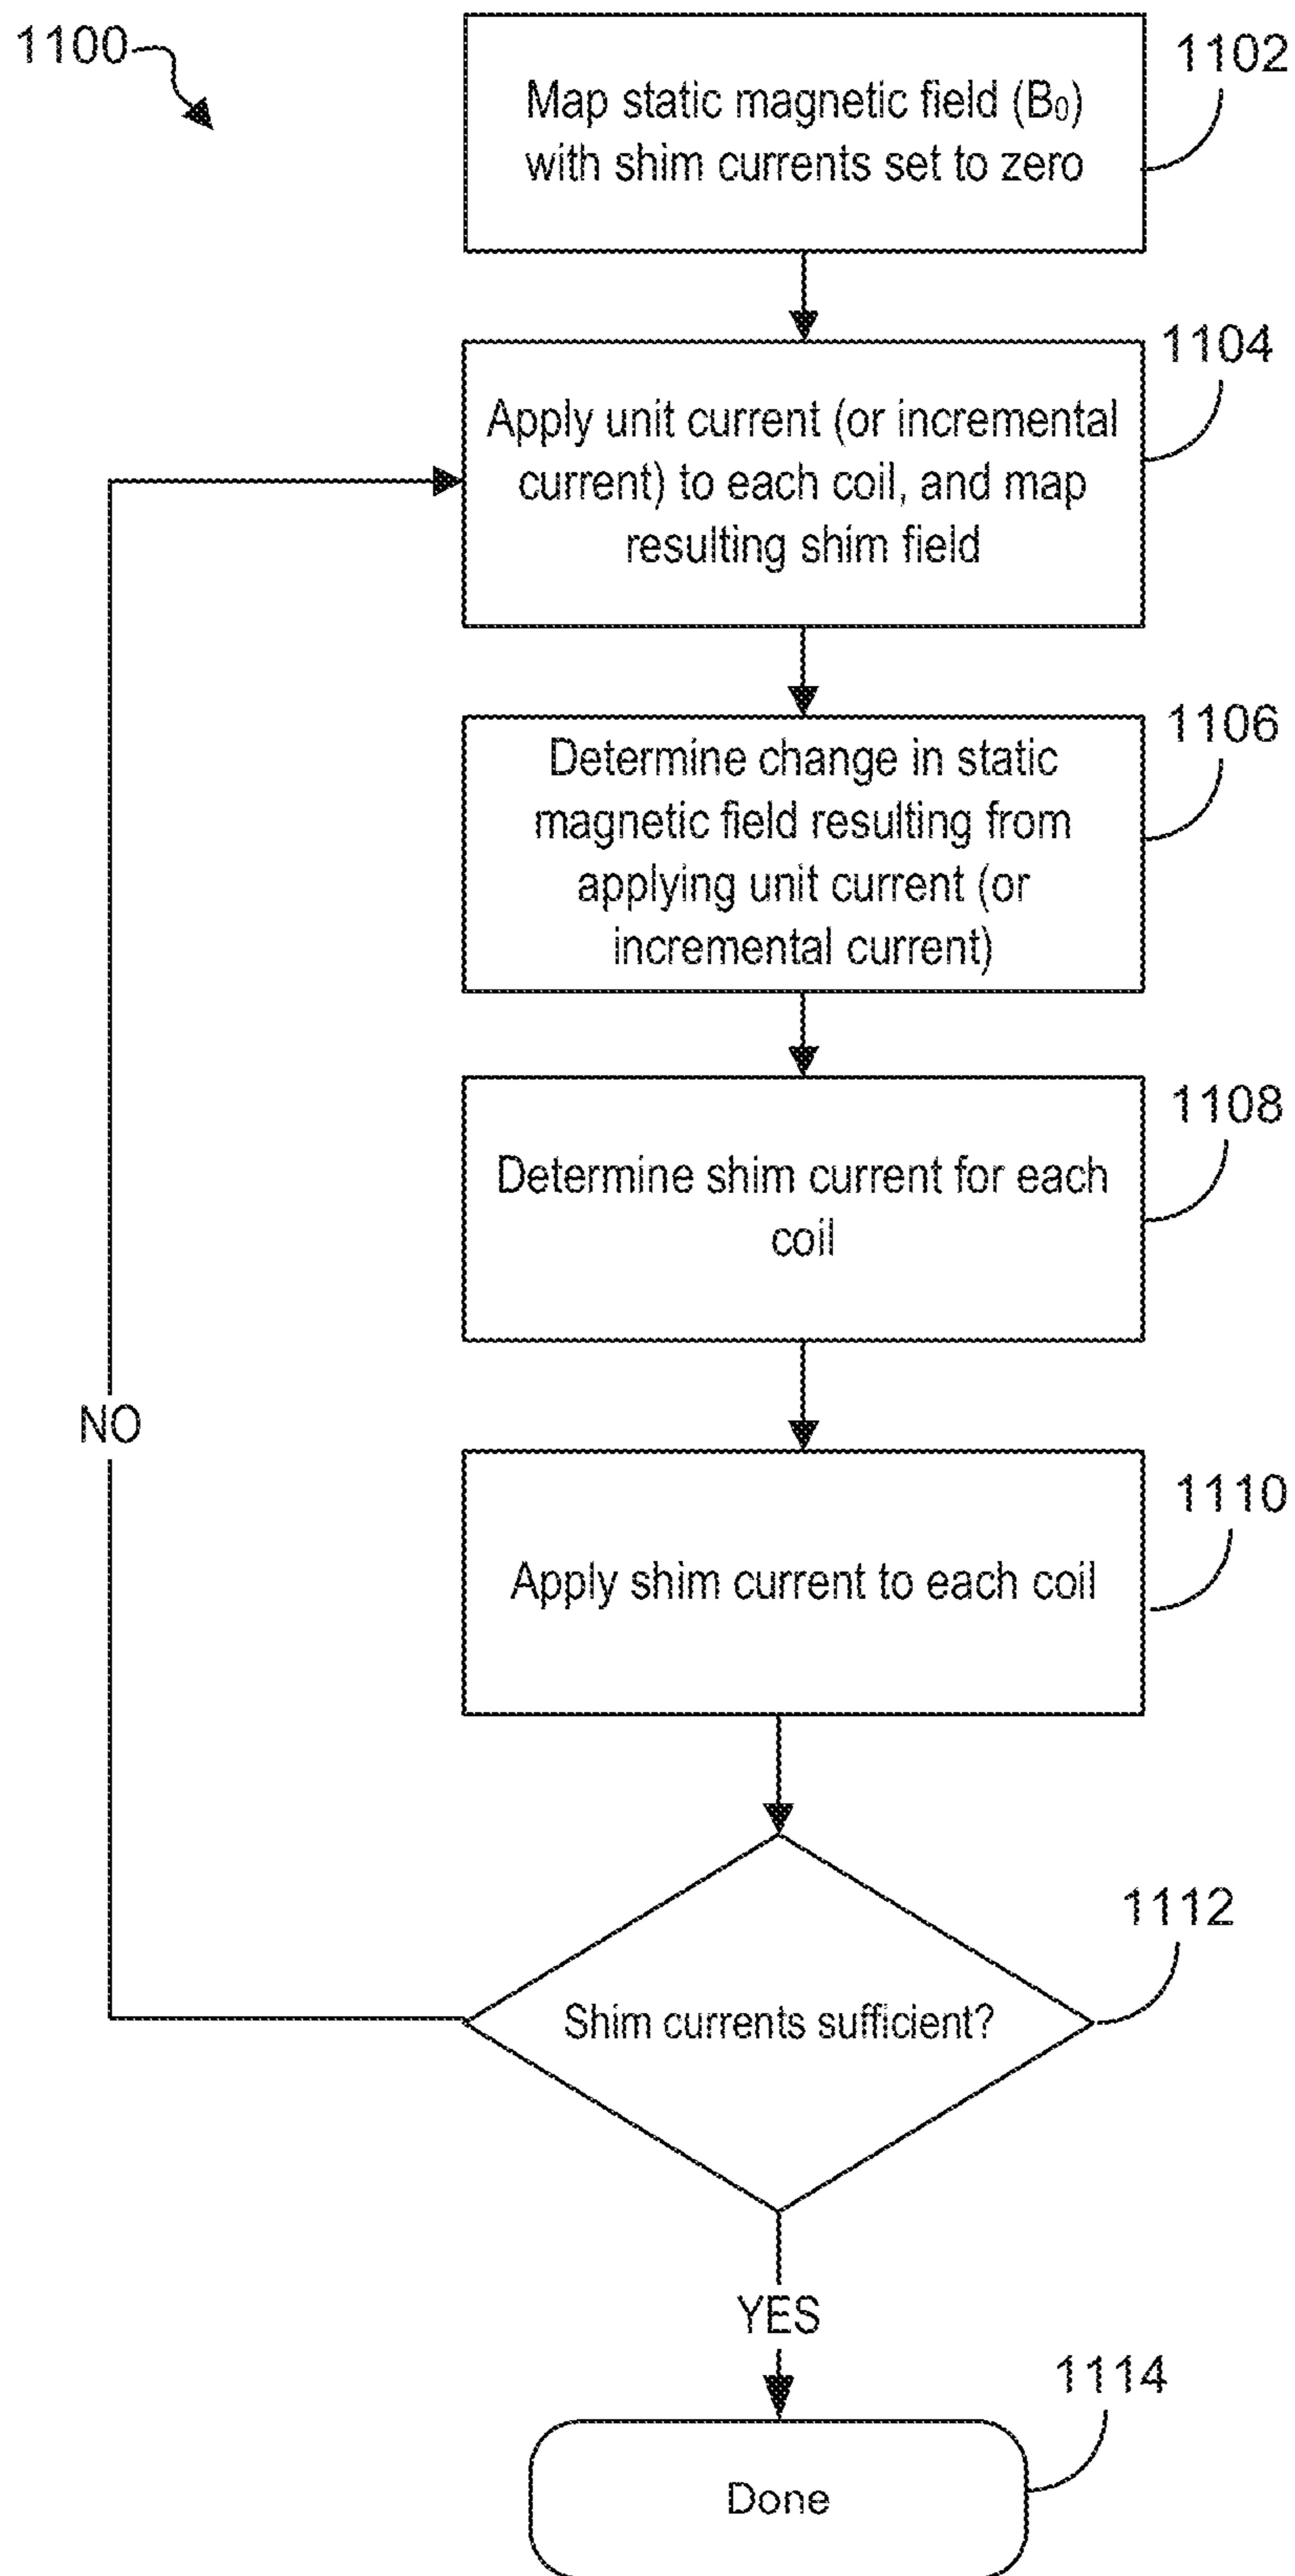 1100
1102
Map static magnetic field (B₀)
with shim currents set to zero
1104
Apply unit current (or incremental
current) to each coil, and map
resulting shim field
1106
Determine change in static
magnetic field resulting from
applying unit current (or
incremental current)
1108
Determine shim current for each
coil
NO
1110
Apply shim current to each coil
1112
Shim currents sufficient?
YES
1114
Done